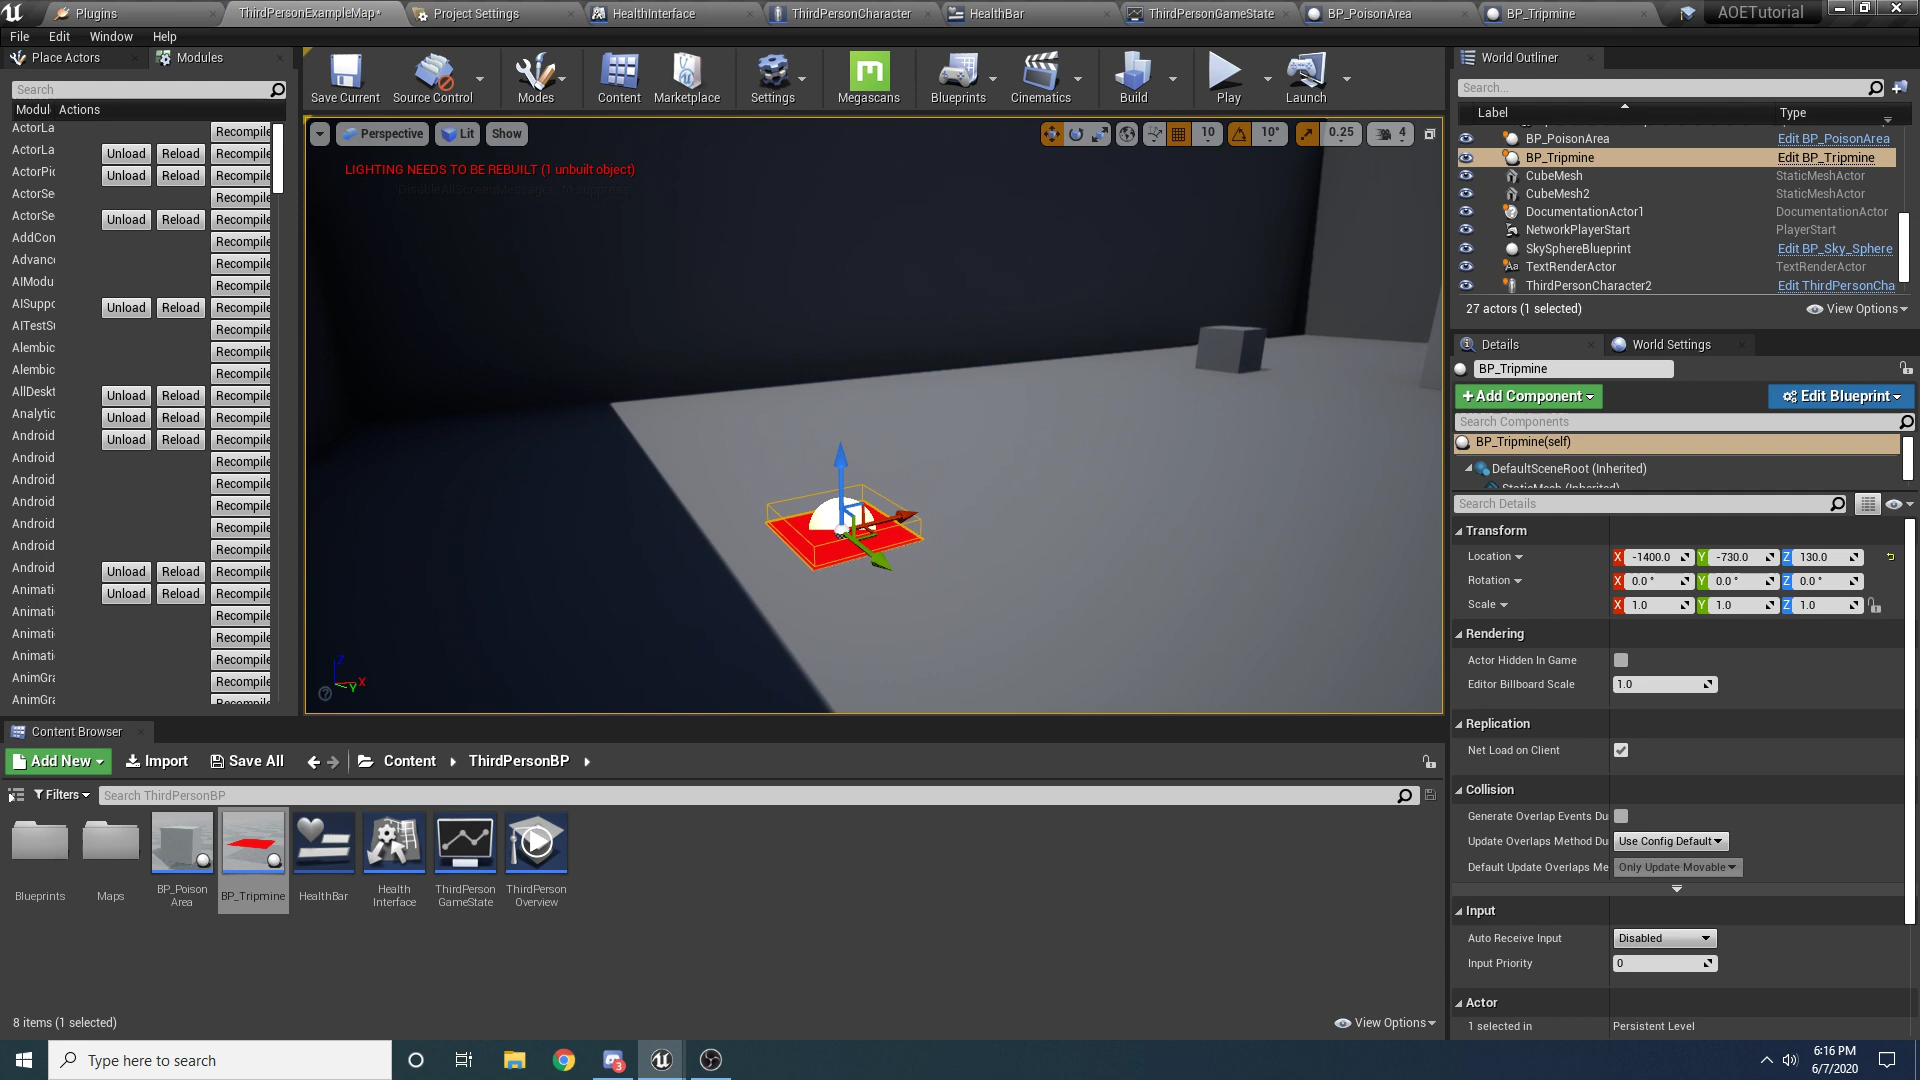 Plugins
ThirdPersonExampleMap*
Project Settings
HealthInterface
ThirdPersonCharacter
HealthBar
ThirdPersonGameState
BP_PoisonArea
BP_Tripmine
AOETutorial
File Edit Window Help
Place Actors
Modules
Search
Modul Actions
ActorLa Recompile
ActorLa Unload Reload Recompile
ActorPic Unload Reload Recompile
ActorSe Recompile
ActorSe Unload Reload Recompile
AddCon Recompile
Advance Recompile
AIModu Recompile
AISuppo Unload Reload Recompile
AITestSu Recompile
Alembic Recompile
Alembic Recompile
AllDeskt Unload Reload Recompile
Analytic Unload Reload Recompile
Android Unload Reload Recompile
Android Recompile
Android Recompile
Android Recompile
Android Recompile
Android Recompile
Android Unload Reload Recompile
Animati Unload Reload Recompile
Animati Recompile
Animati Recompile
Animati Recompile
AnimGra Recompile
AnimGra Recompile
Save Current
Source Control
Modes
Content
Marketplace
Settings
Megascans
Blueprints
Cinematics
Build
Play
Launch
Perspective
Lit
Show
10
10°
0.25
4
LIGHTING NEEDS TO BE REBUILT (1 unbuilt object)
'DisableAllScreenMessages' to suppress
Z
X
Y
World Outliner
Search...
Label Type
BP_PoisonArea Edit BP_PoisonArea
BP_Tripmine Edit BP_Tripmine
CubeMesh StaticMeshActor
CubeMesh2 StaticMeshActor
DocumentationActor1 DocumentationActor
NetworkPlayerStart PlayerStart
SkySphereBlueprint Edit BP_Sky_Sphere
TextRenderActor TextRenderActor
ThirdPersonCharacter2 Edit ThirdPersonCha
27 actors (1 selected)
View Options
Details
World Settings
BP_Tripmine
+Add Component
Edit Blueprint
Search Components
BP_Tripmine(self)
DefaultSceneRoot (Inherited)
StaticMesh (Inherited)
Search Details
Transform
Location X -1400.0 Y -730.0 Z 130.0
Rotation X 0.0 ° Y 0.0 ° Z 0.0 °
Scale X 1.0 Y 1.0 Z 1.0
Rendering
Actor Hidden In Game
Editor Billboard Scale 1.0
Replication
Net Load on Client
Collision
Generate Overlap Events Du
Update Overlaps Method Du Use Config Default
Default Update Overlaps Me Only Update Movable
Input
Auto Receive Input Disabled
Input Priority 0
Actor
1 selected in Persistent Level
Content Browser
Add New
Import
Save All
Content
ThirdPersonBP
Filters
Search ThirdPersonBP
Blueprints
Maps
BP_Poison
Area
BP_Tripmine
HealthBar
Health
Interface
ThirdPerson
GameState
ThirdPerson
Overview
8 items (1 selected)
View Options
Type here to search
3
6:16 PM
6/7/2020